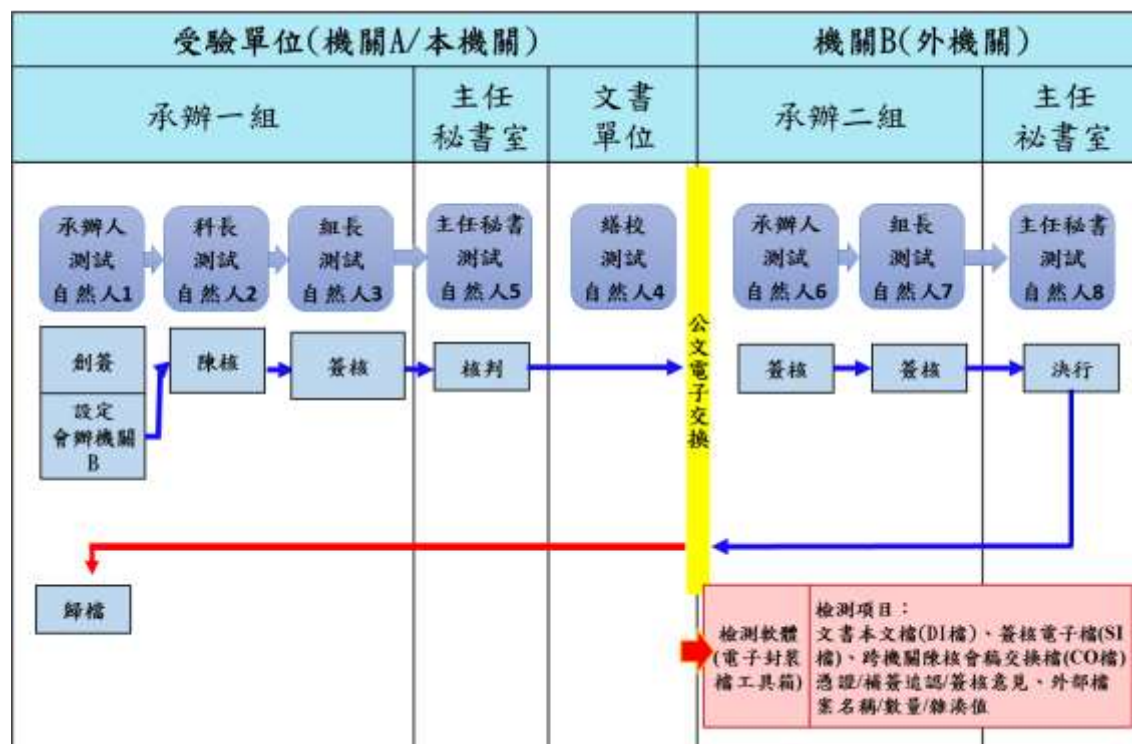 受驗單位(機關A/本機關)
機關B(外機關)
承辦一組
主任
秘書室
文書
單位
承辦二組
主任
祕書室
承辦人
測試
自然人1
科長
測試
自然人2
組長
測試
自然人3
主任秘書
測試
自然人5
繕校
測試
自然人4
承辦人
測試
自然人6
組長
測試
自然人7
主任秘書
測試
自然人8
公文電子交換
創簽
設定
會辦機關
B
陳核
簽核
核判
簽核
簽核
決行
歸檔
檢測軟體
(電子封裝
檔工具箱)
檢測項目：
文書本文檔(DI檔)、簽核電子檔(SI
檔)、跨機關陳核會稿交換檔(CO檔)
憑證/補簽追認/簽核意見、外部檔
案名稱/數量/雜湊值